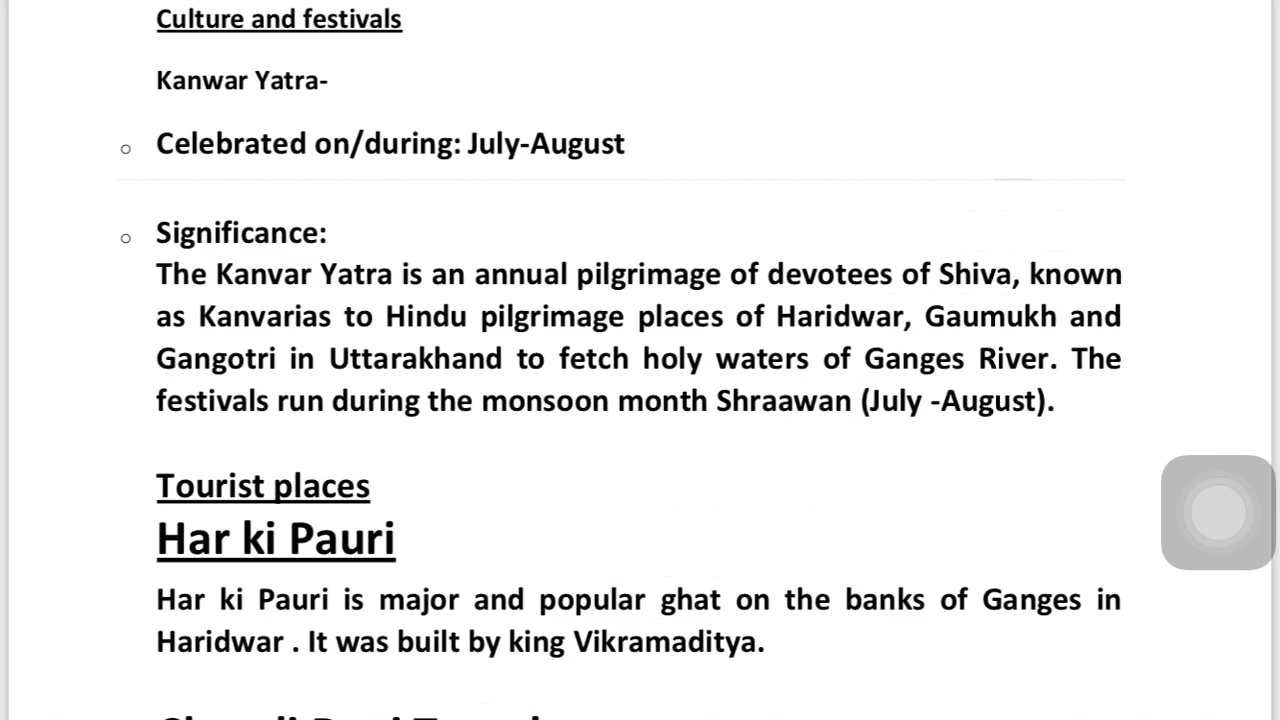 Culture and festivals
Kanwar Yatra-
○ Celebrated on/during: July-August
○ Significance:
The Kanvar Yatra is an annual pilgrimage of devotees of Shiva, known
as Kanvarias to Hindu pilgrimage places of Haridwar, Gaumukh and
Gangotri in Uttarakhand to fetch holy waters of Ganges River. The
festivals run during the monsoon month Shraawan (July -August).
Tourist places
Har ki Pauri
Har ki Pauri is major and popular ghat on the banks of Ganges in
Haridwar . It was built by king Vikramaditya.